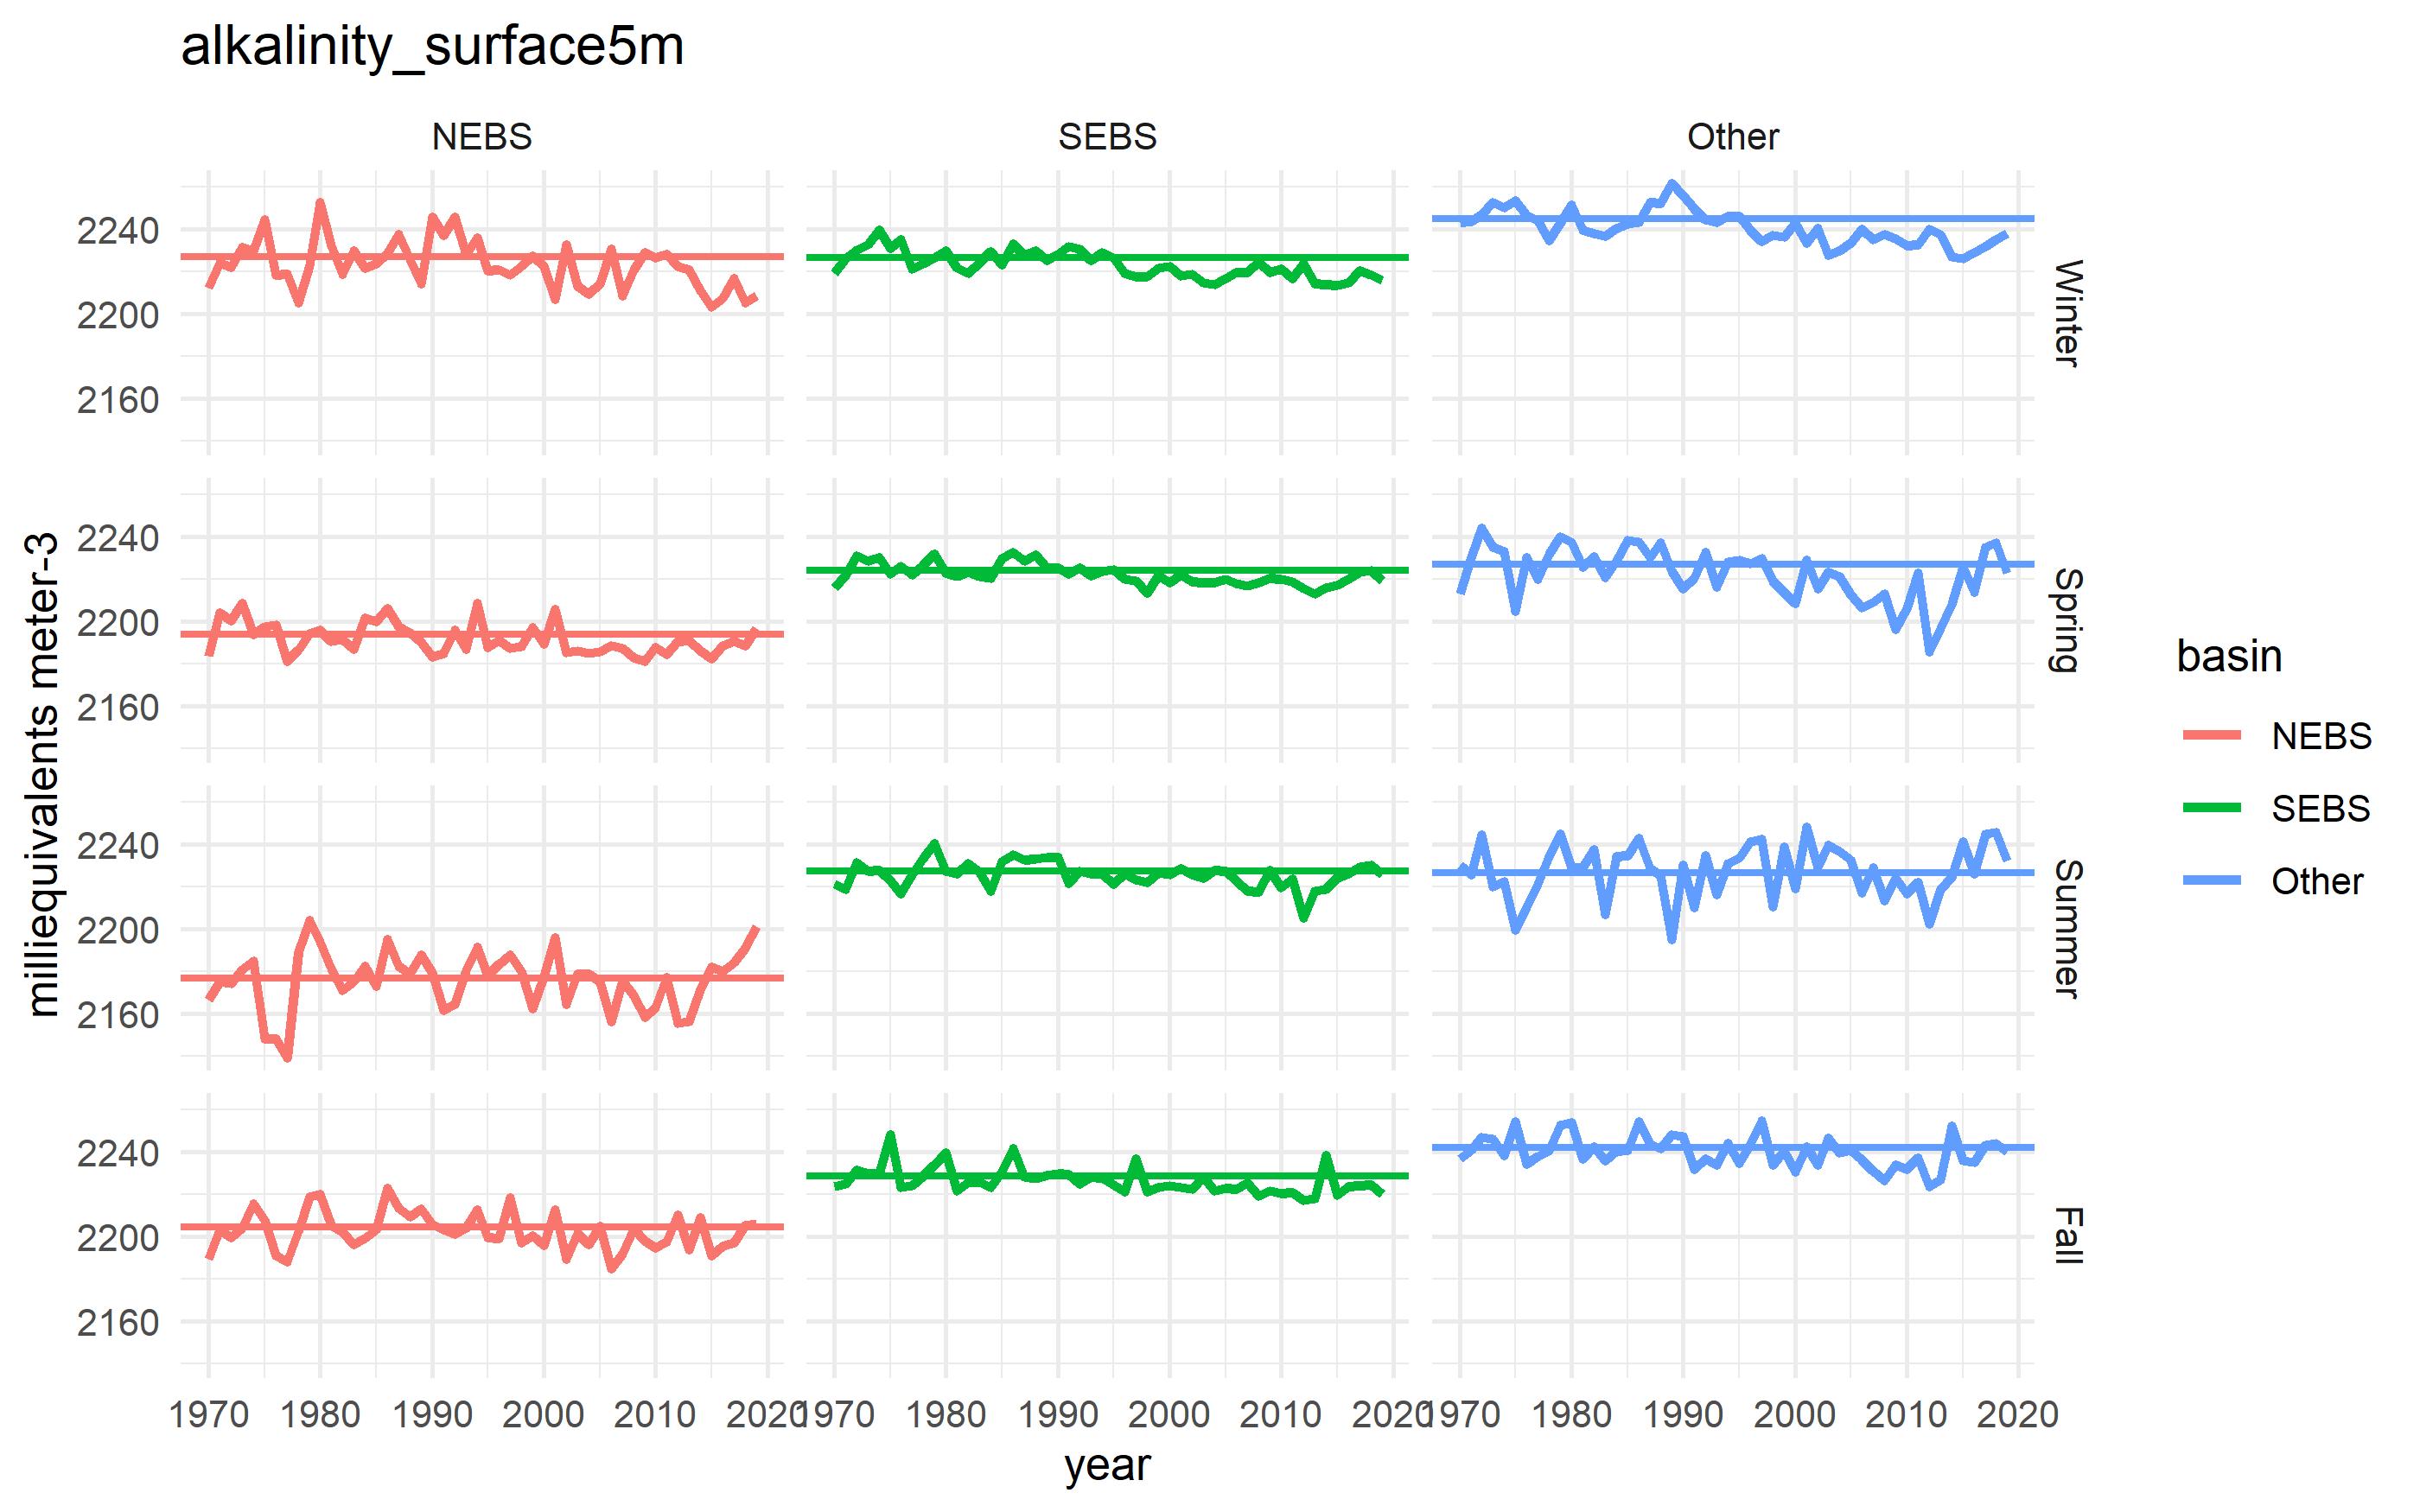 alkalinity_surface5m
NEBS
SEBS
Other
2240
2200
2160
Winter
2240
2200
2160
Spring
2240
2200
2160
Summer
2240
2200
2160
Fall
milliequivalents meter-3
1970 1980 1990 2000 2010 2020
1970 1980 1990 2000 2010 2020
1970 1980 1990 2000 2010 2020
year
basin
NEBS
SEBS
Other